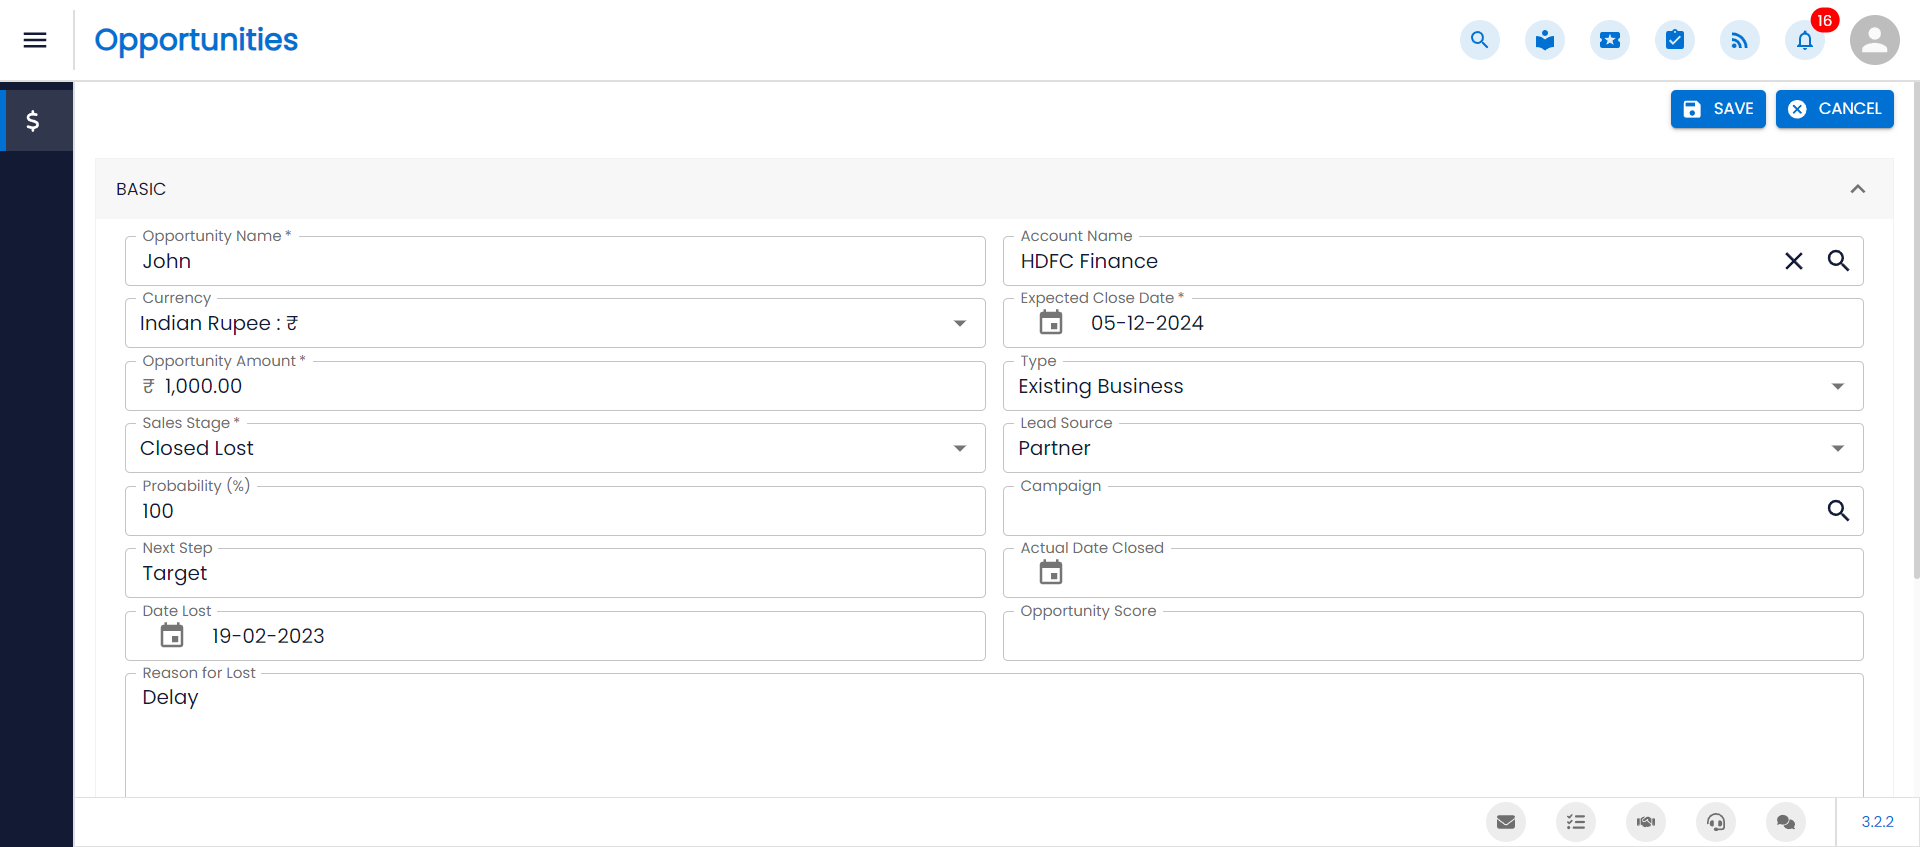 Opportunities
16
SAVE
CANCEL
BASIC
Opportunity Name *
John
Account Name
HDFC Finance
Currency
Indian Rupee : ₹
Expected Close Date *
05-12-2024
Opportunity Amount *
₹ 1,000.00
Type
Existing Business
Sales Stage *
Closed Lost
Lead Source
Partner
Probability (%)
100
Campaign
Next Step
Target
Actual Date Closed
Date Lost
19-02-2023
Opportunity Score
Reason for Lost
Delay
3.2.2